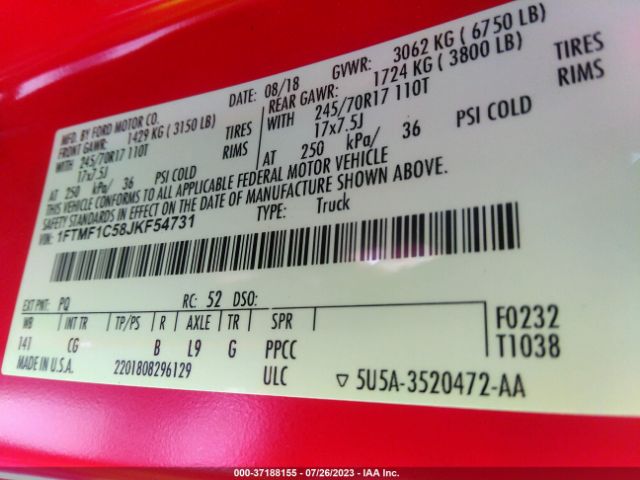 MFD. BY FORD MOTOR CO.
DATE: 08/18 GVWR: 3062 KG ( 6750 LB)
FRONT GAWR: 1429 KG ( 3150 LB)
REAR GAWR: 1724 KG ( 3800 LB)
WITH 245/70R17 110T TIRES
WITH 245/70R17 110T TIRES
17x7.5J RIMS
17x7.5J RIMS
AT 250 kPa/ 36 PSI COLD
AT 250 kPa/ 36 PSI COLD
THIS VEHICLE CONFORMS TO ALL APPLICABLE FEDERAL MOTOR VEHICLE
SAFETY STANDARDS IN EFFECT ON THE DATE OF MANUFACTURE SHOWN ABOVE.
VIN: 1FTMF1C58JKF54731 TYPE: Truck
EXT PNT: PQ RC: 52 DSO:
WB INT TR TP/PS R AXLE TR SPR F0232
141 CG B L9 G PPCC T1038
MADE IN U.S.A. 2201808296129 ULC ▽ 5U5A-3520472-AA
000-37188155 - 07/26/2023 - IAA Inc.